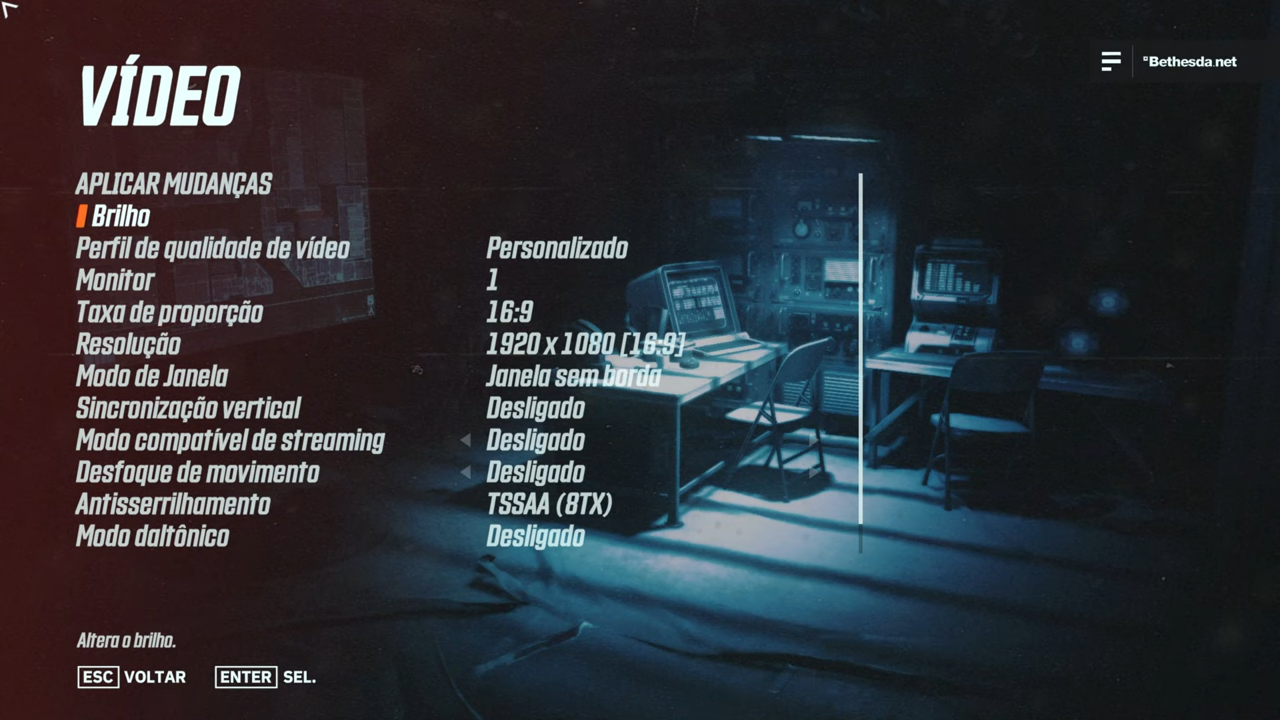 Bethesda.net
VÍDEO
APLICAR MUDANÇAS
Brilho
Perfil de qualidade de vídeo Personalizado
Monitor 1
Taxa de proporção 16:9
Resolução 1920 x 1080 [16:9]
Modo de Janela Janela sem borda
Sincronização vertical Desligado
Modo compatível de streaming Desligado
Desfoque de movimento Desligado
Antisserrilhamento TSSAA (8TX)
Modo daltônico Desligado
Altera o brilho.
ESC VOLTAR ENTER SEL.